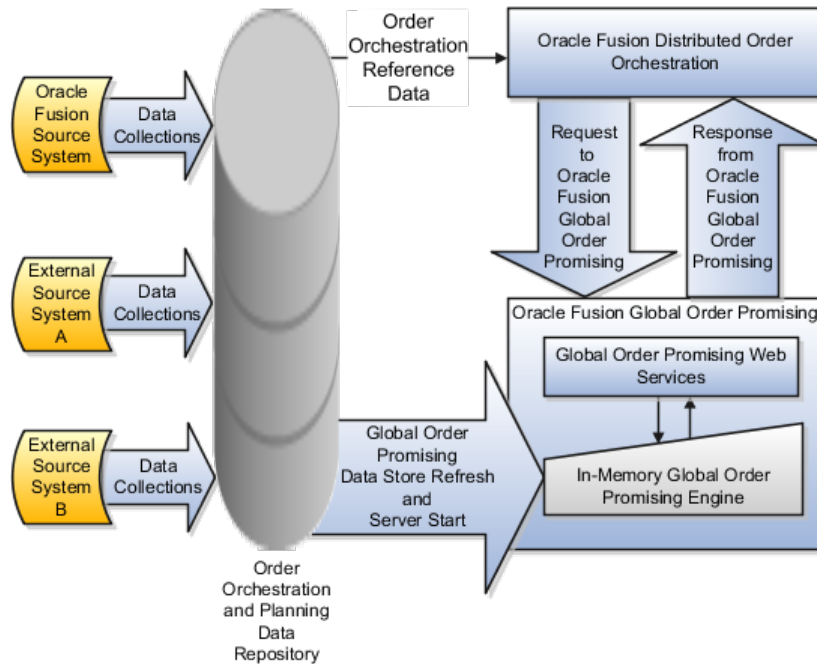 Oracle
Fusion
Source
System
Data
Collections
Order
Orchestration
Reference
Data
Oracle Fusion Distributed Order
Orchestration
Request
to
Oracle
Fusion
Global
Order
Promising
Response
from
Oracle
Fusion
Global
Order
Promising
External
Source
System
A
Data
Collections
Oracle Fusion Global Order Promising
Global Order Promising Web
Services
In-Memory Global Order
Promising Engine
External
Source
System
B
Data
Collections
Global Order
Promising
Data Store Refresh
and
Server Start
Order
Orchestration
and Planning
Data
Repository